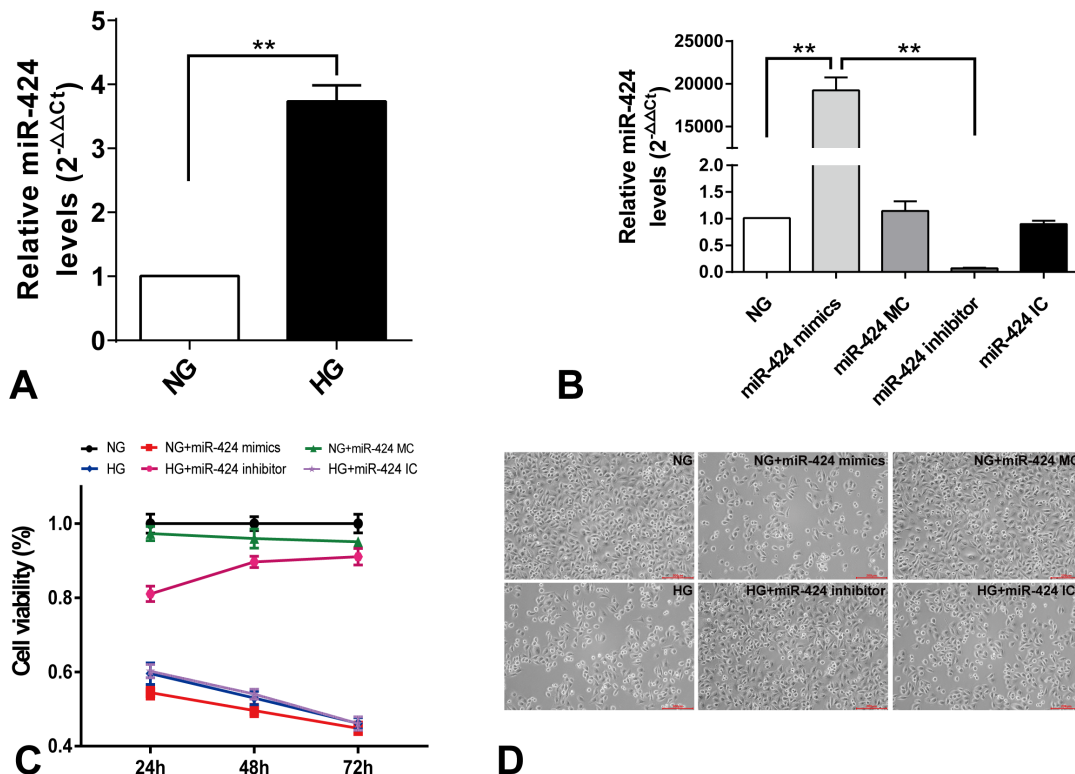 Relative miR-424
levels (2^-ΔΔCt)
5
4
3
2
1
0
**
NG
HG
A
Relative miR-424
levels (2^-ΔΔCt)
25000
20000
15000
2.0
1.5
1.0
0.5
0.0
**
**
NG
miR-424 mimics
miR-424 MC
miR-424 inhibitor
miR-424 IC
B
NG
NG+miR-424 mimics
NG+miR-424 MC
HG
HG+miR-424 inhibitor
HG+miR-424 IC
Cell viability (%)
1.0
0.8
0.6
0.4
24h
48h
72h
C
NG
NG+miR-424 mimics
NG+miR-424 MC
HG
HG+miR-424 inhibitor
HG+miR-424 IC
D